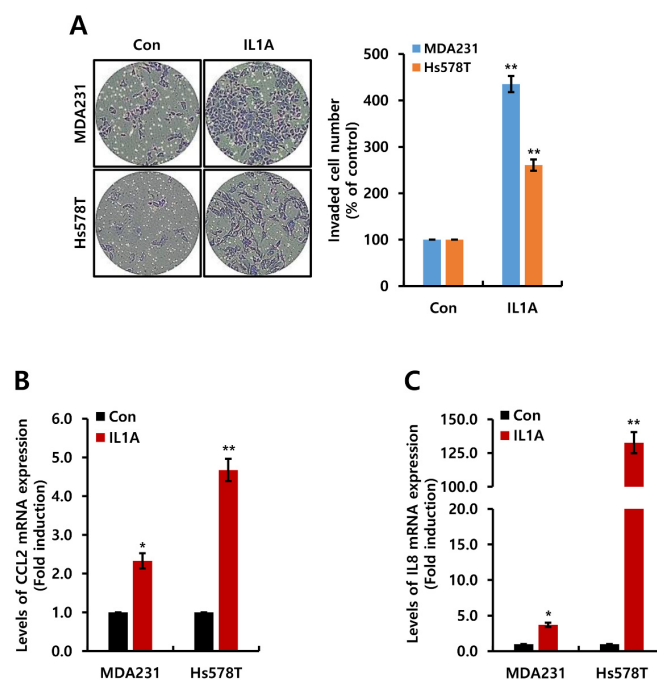 A
Con
IL1A
MDA231
Hs578T
Invaded cell number
(% of control)
500
400
300
200
100
0
MDA231
Hs578T
**
**
Con
IL1A
B
Levels of CCL2 mRNA expression
(Fold induction)
6.0
5.0
4.0
3.0
2.0
1.0
0.0
Con
IL1A
*
**
MDA231
Hs578T
C
Levels of IL8 mRNA expression
(Fold induction)
150.0
125.0
100.0
20.0
15.0
10.0
5.0
0.0
Con
IL1A
*
**
MDA231
Hs578T